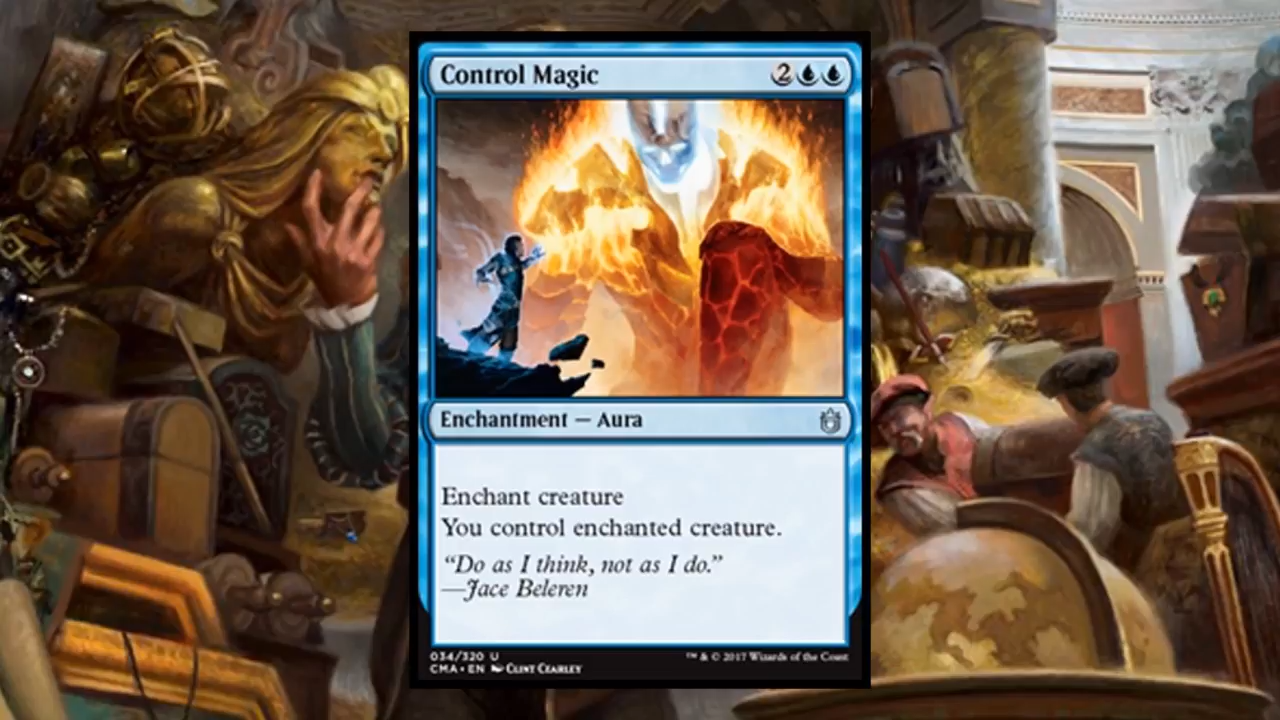 Control Magic 2
Enchantment — Aura
Enchant creature
You control enchanted creature.
“Do as I think, not as I do.”
—Jace Beleren
034/320 U
CMA • EN Clint Cearley
™ & © 2017 Wizards of the Coast